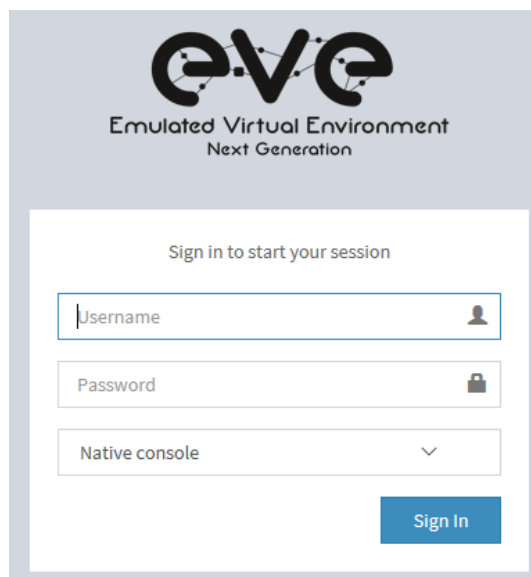 eve
Emulated Virtual Environment
Next Generation
Sign in to start your session
Username
Password
Native console
Sign In